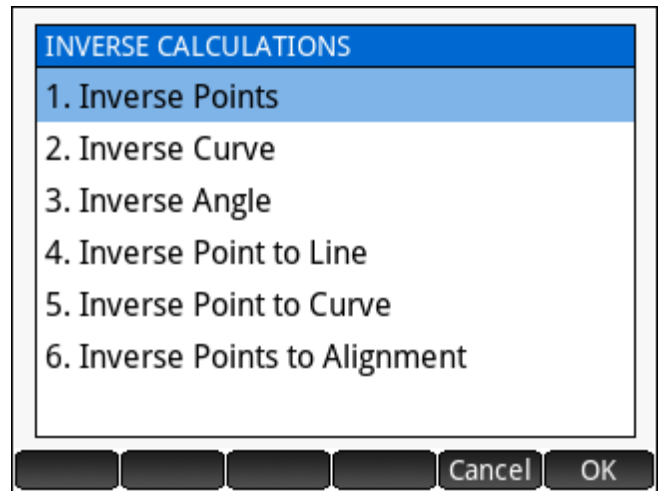 INVERSE CALCULATIONS
1. Inverse Points
2. Inverse Curve
3. Inverse Angle
4. Inverse Point to Line
5. Inverse Point to Curve
6. Inverse Points to Alignment
Cancel OK